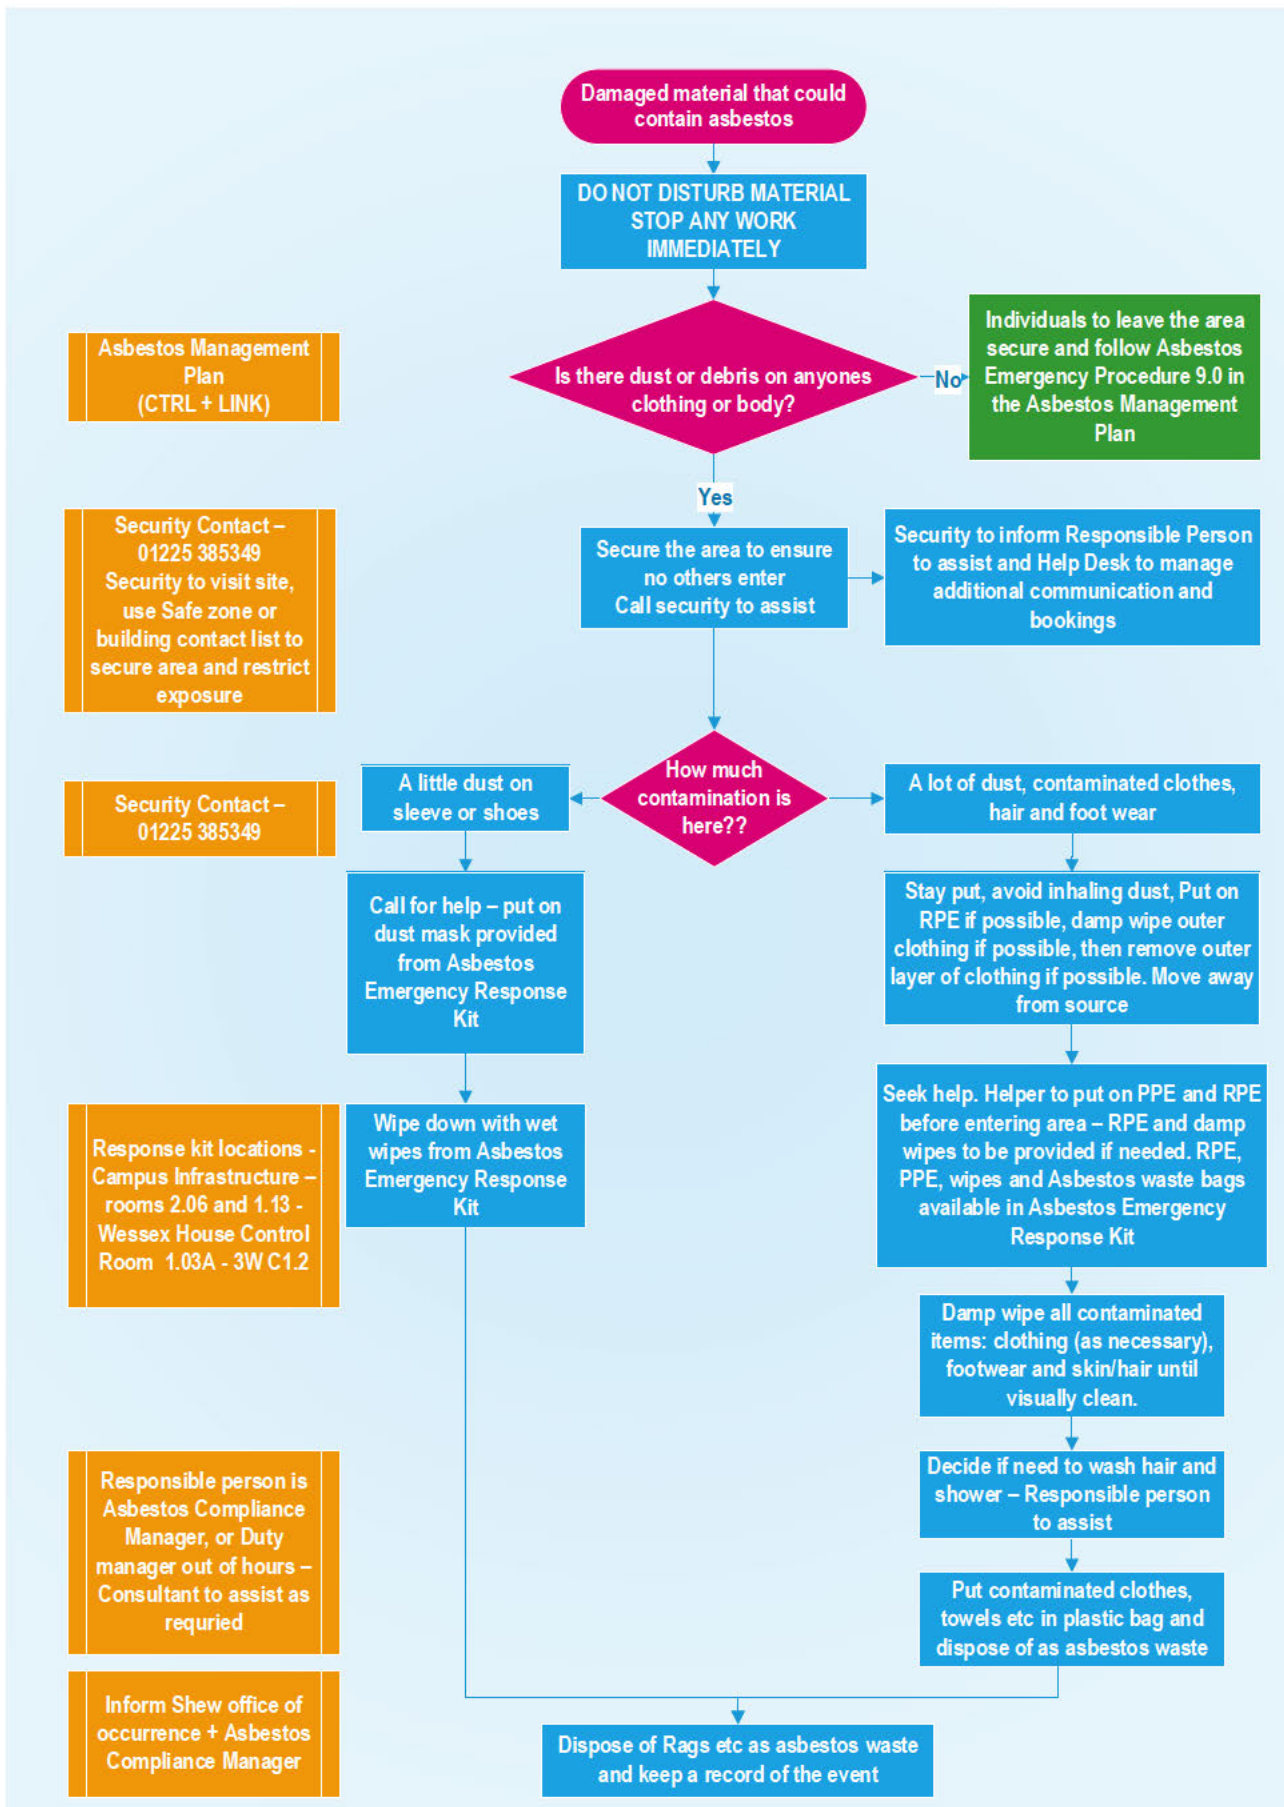 Damaged material that could
contain asbestos
DO NOT DISTURB MATERIAL
STOP ANY WORK
IMMEDIATELY
Is there dust or debris on anyones
clothing or body?
No
Individuals to leave the area
secure and follow Asbestos
Emergency Procedure 9.0 in
the Asbestos Management
Plan
Asbestos Management
Plan
(CTRL + LINK)
Yes
Security Contact –
01225 385349
Security to visit site,
use Safe zone or
building contact list to
secure area and restrict
exposure
Secure the area to ensure
no others enter
Call security to assist
Security to inform Responsible Person
to assist and Help Desk to manage
additional communication and
bookings
Security Contact –
01225 385349
A little dust on
sleeve or shoes
How much
contamination is
here??
A lot of dust, contaminated clothes,
hair and foot wear
Call for help – put on
dust mask provided
from Asbestos
Emergency Response
Kit
Stay put, avoid inhaling dust, Put on
RPE if possible, damp wipe outer
clothing if possible, then remove outer
layer of clothing if possible. Move away
from source
Response kit locations -
Campus Infrastructure –
rooms 2.06 and 1.13 -
Wessex House Control
Room 1.03A - 3W C1.2
Wipe down with wet
wipes from Asbestos
Emergency Response
Kit
Seek help. Helper to put on PPE and RPE
before entering area – RPE and damp
wipes to be provided if needed. RPE,
PPE, wipes and Asbestos waste bags
available in Asbestos Emergency
Response Kit
Damp wipe all contaminated
items: clothing (as necessary),
footwear and skin/hair until
visually clean.
Responsible person is
Asbestos Compliance
Manager, or Duty
manager out of hours –
Consultant to assist as
requried
Decide if need to wash hair and
shower – Responsible person
to assist
Put contaminated clothes,
towels etc in plastic bag and
dispose of as asbestos waste
Inform Shew office of
occurrence + Asbestos
Compliance Manager
Dispose of Rags etc as asbestos waste
and keep a record of the event